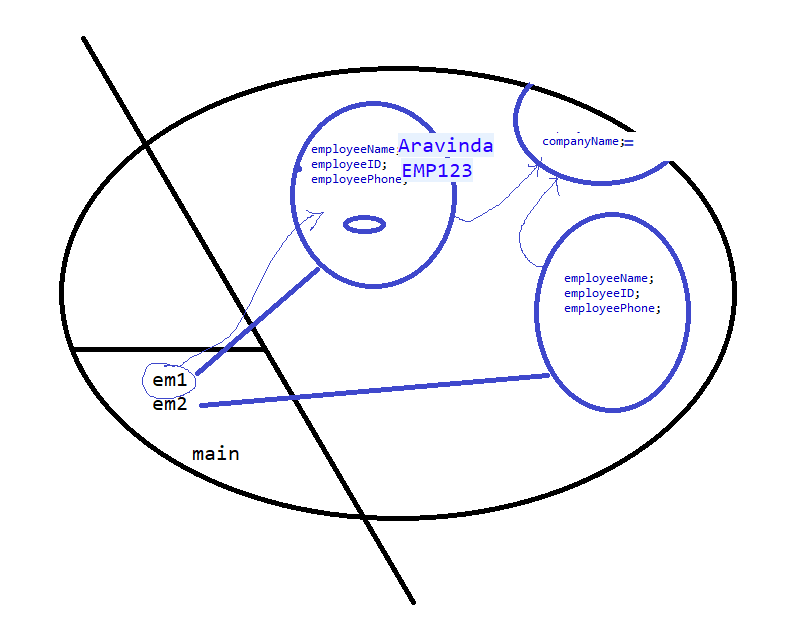 employeeName; Aravinda
employeeID; EMP123
employeePhone;
companyName;=
employeeName;
employeeID;
employeePhone;
em1
em2
main